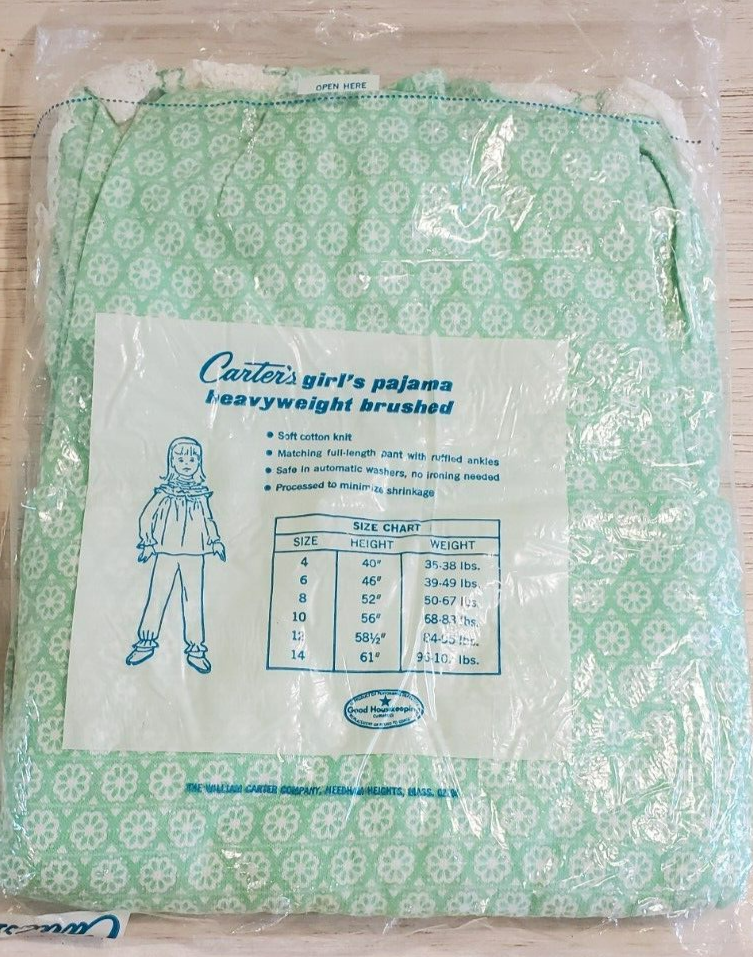 OPEN HERE
Carter's girl's pajama
heavyweight brushed
• Soft cotton knit
• Matching full-length pant with ruffled ankles
• Safe in automatic washers, no ironing needed
• Processed to minimize shrinkage
SIZE CHART
SIZE HEIGHT WEIGHT
4 40" 35-38 lbs.
6 46" 39-49 lbs.
8 52" 50-67 lbs.
10 56" 68-83 lbs.
12 58½" lbs.
14 61" lbs.
Good Housekeeping
THE WILLIAM CARTER COMPANY, NEEDHAM HEIGHTS, MASS.
Carter's